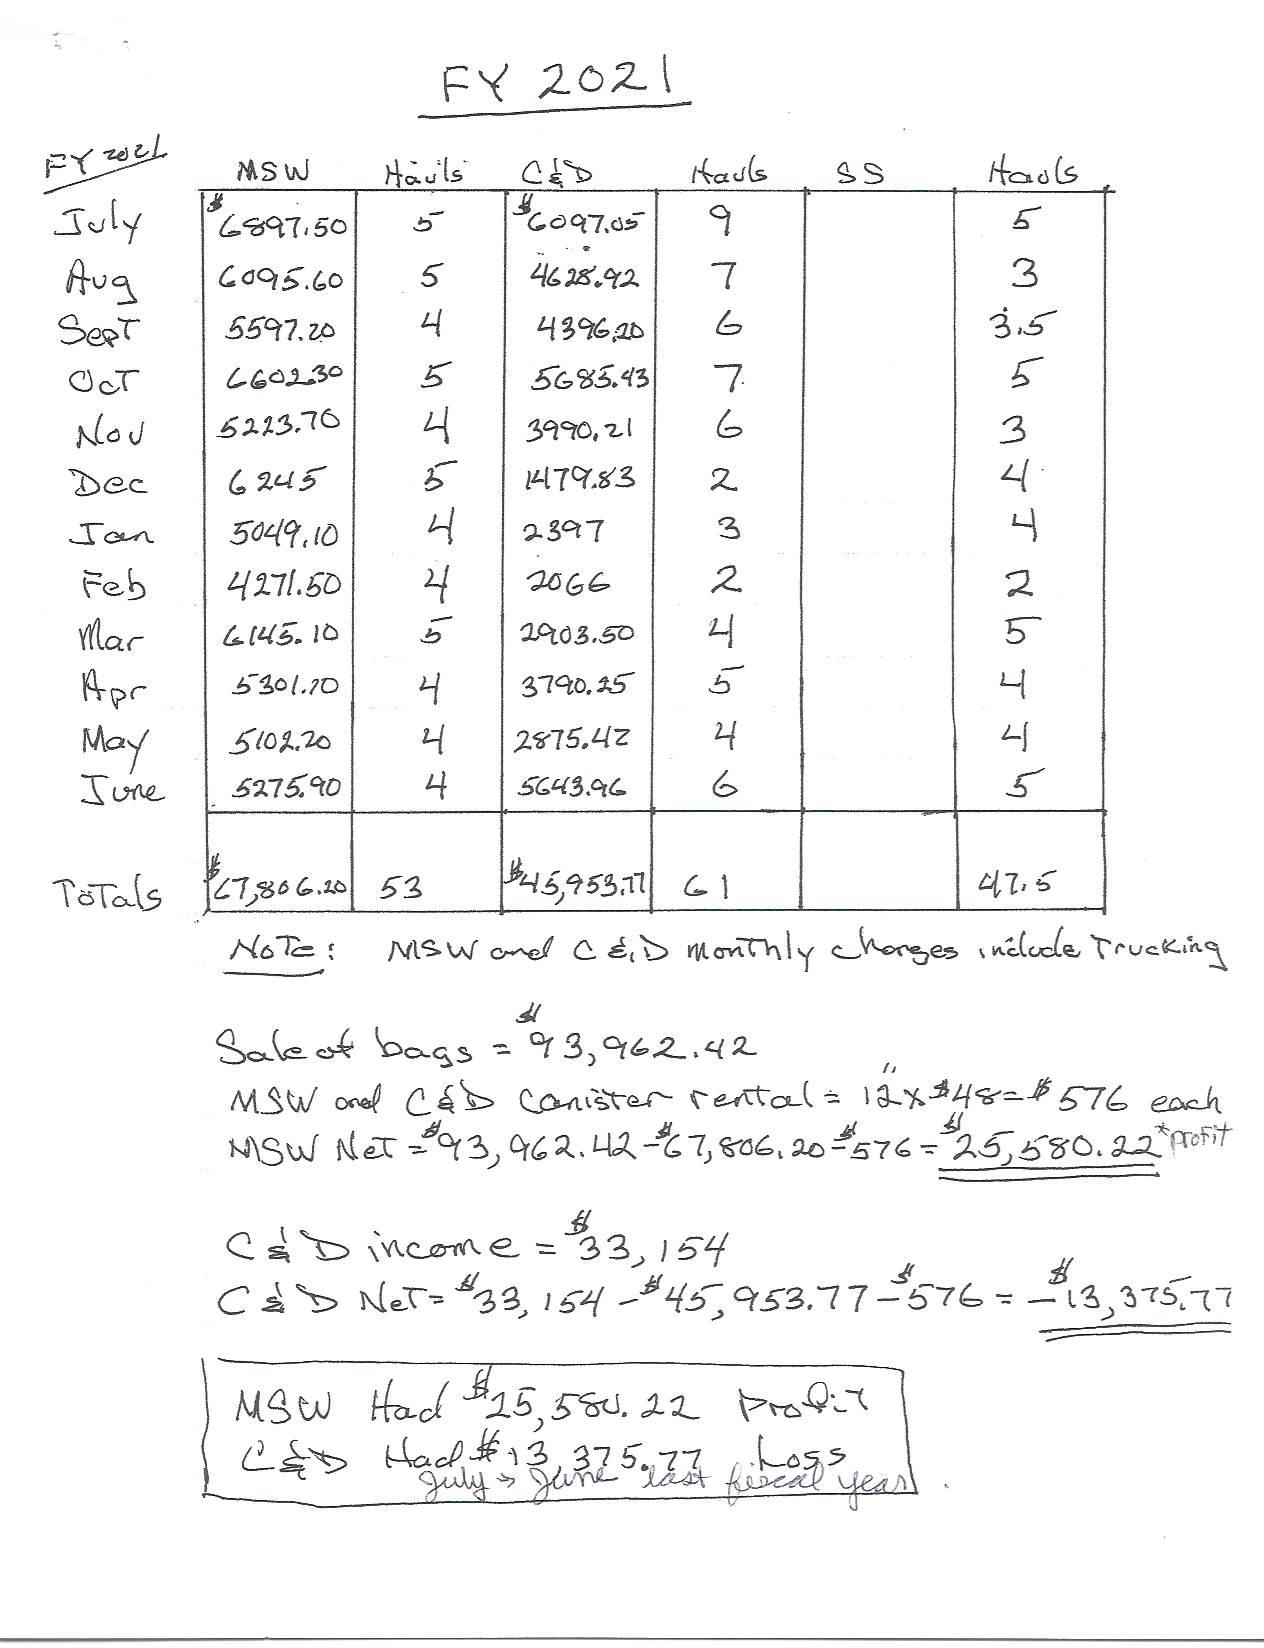 FY 2021
FY 2021 MSW Hauls C&D Hauls SS Hauls
July $6897.50 5 $6097.05 9 5
Aug 6095.60 5 4628.92 7 3
Sept 5597.20 4 4396.20 6 3.5
Oct 6602.30 5 5685.43 7 5
Nov 5223.70 4 3990.21 6 3
Dec 6245 5 1479.83 2 4
Jan 5049.10 4 2397 3 4
Feb 4271.50 4 2066 2 2
Mar 6145.10 5 2903.50 4 5
Apr 5301.10 4 3790.25 5 4
May 5102.20 4 2875.42 4 4
June 5275.90 4 5643.96 6 5
Totals $67,806.20 53 $45,953.77 61 47.5
Note: MSW and C&D monthly charges include Trucking
Sale of bags = $93,962.42
MSW and C&D Canister rental = 12 x $48 = $576 each
MSW Net = $93,962.42 - $67,806.20 - $576 = $25,580.22 *profit
C&D income = $33,154
C&D Net = $33,154 - $45,953.77 - $576 = -$13,375.77
MSW Had $25,580.22 Profit
C&D Had $13,375.77 Loss
July → June last fiscal year.